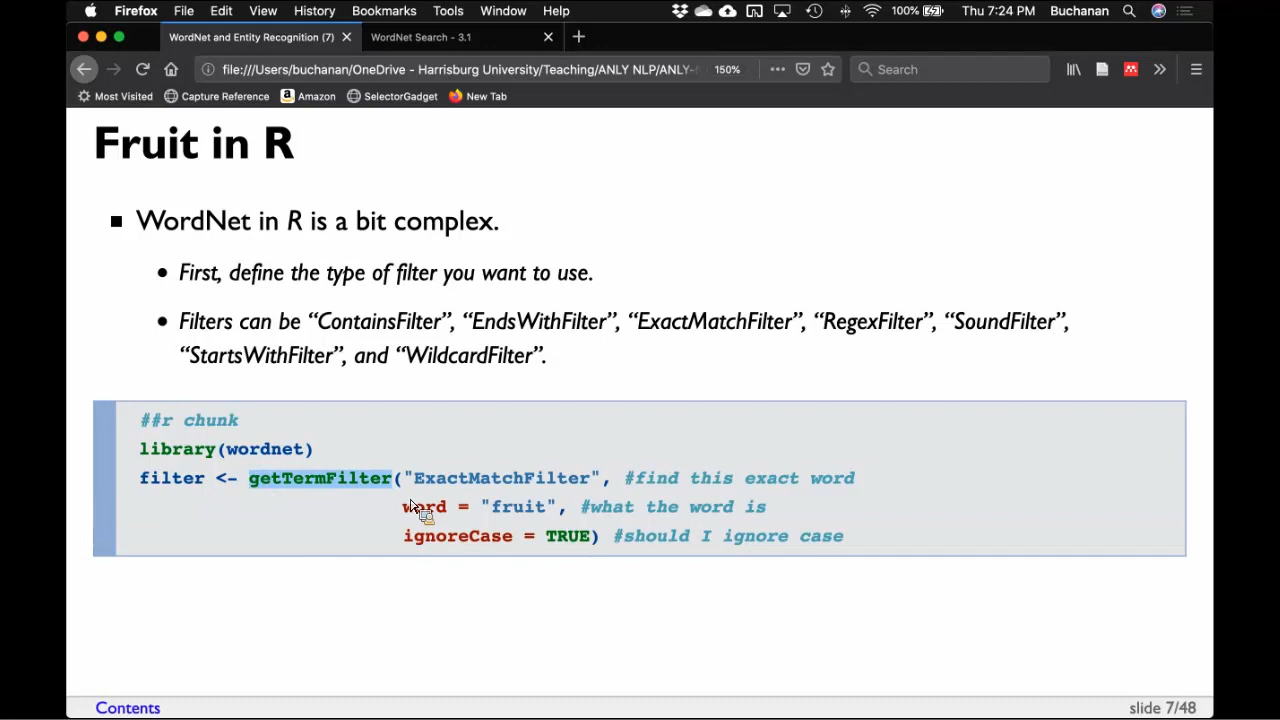 Firefox File Edit View History Bookmarks Tools Window Help 100% Thu 7:24 PM Buchanan
WordNet and Entity Recognition (7) WordNet Search - 3.1
file:///Users/buchanan/OneDrive - Harrisburg University/Teaching/ANLY NLP/ANLY- 150% Search
Most Visited Capture Reference Amazon SelectorGadget New Tab
Fruit in R
WordNet in R is a bit complex.
First, define the type of filter you want to use.
Filters can be “ContainsFilter”, “EndsWithFilter”, “ExactMatchFilter”, “RegexFilter”, “SoundFilter”,
“StartsWithFilter”, and “WildcardFilter”.
##r chunk
library(wordnet)
filter <- getTermFilter("ExactMatchFilter", #find this exact word
word = "fruit", #what the word is
ignoreCase = TRUE) #should I ignore case
Contents slide 7/48